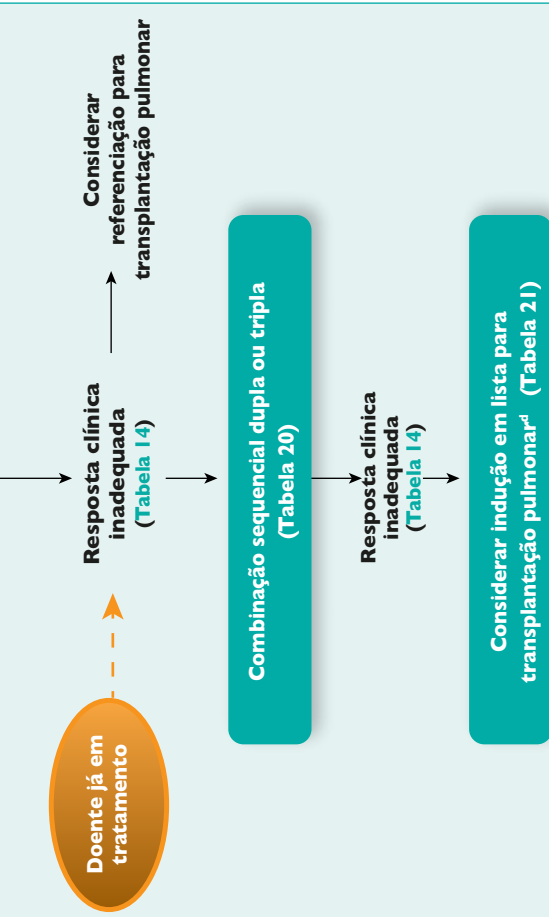 Doente já em
tratamento
Resposta clínica
inadequada
(Tabela 14)
Considerar
referenciação para
transplantação pulmonar
Combinação sequencial dupla ou tripla
(Tabela 20)
Resposta clínica
inadequada
(Tabela 14)
Considerar indução em lista para
transplantação pulmonarᵈ (Tabela 21)